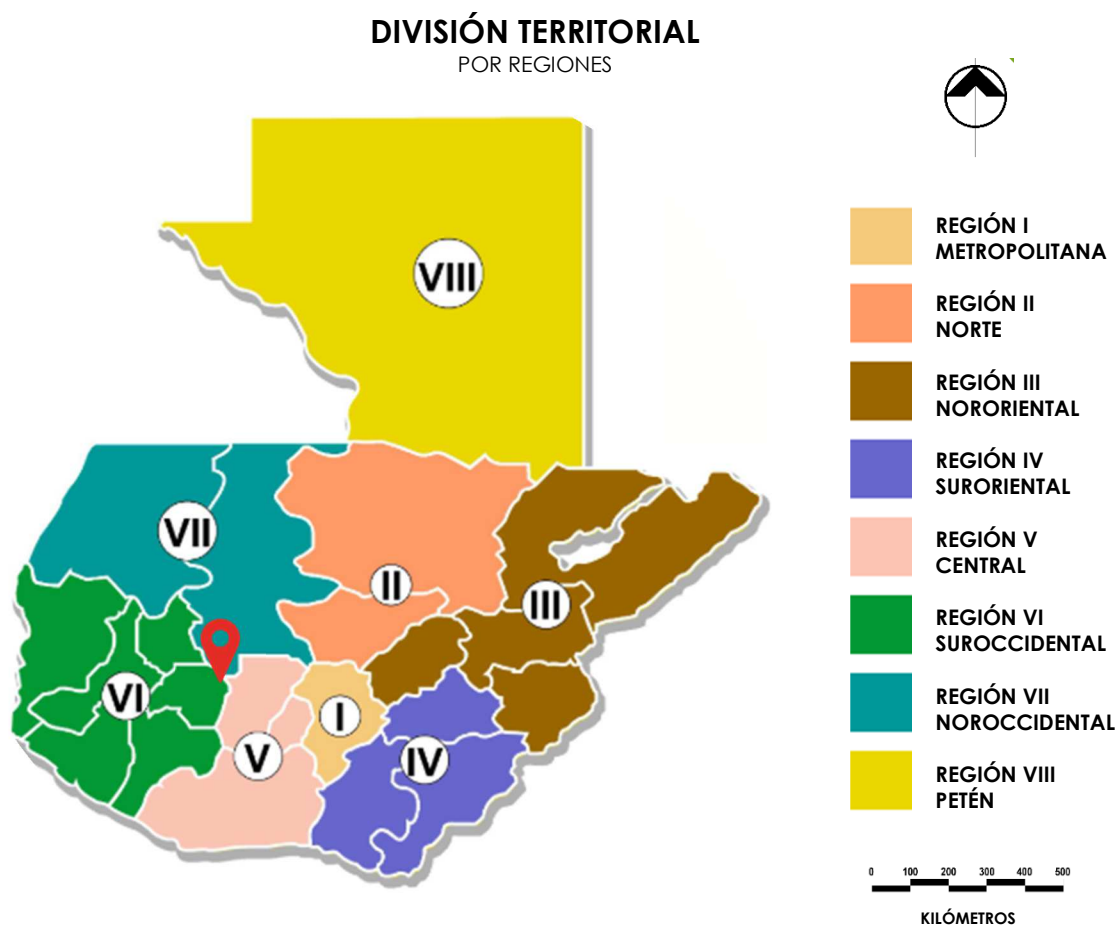 DIVISIÓN TERRITORIAL
POR REGIONES
VIII
VII
II
III
VI
I
V
IV
REGIÓN I
METROPOLITANA
REGIÓN II
NORTE
REGIÓN III
NORORIENTAL
REGIÓN IV
SURORIENTAL
REGIÓN V
CENTRAL
REGIÓN VI
SUROCCIDENTAL
REGIÓN VII
NOROCCIDENTAL
REGIÓN VIII
PETÉN
0 100 200 300 400 500
KILÓMETROS